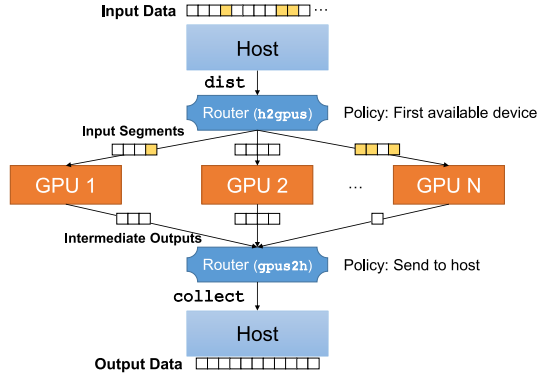 Input Data ...
Host
dist
Router (h2gpus) Policy: First available device
Input Segments
GPU 1 GPU 2 ... GPU N
Intermediate Outputs
Router (gpus2h) Policy: Send to host
collect
Host
Output Data